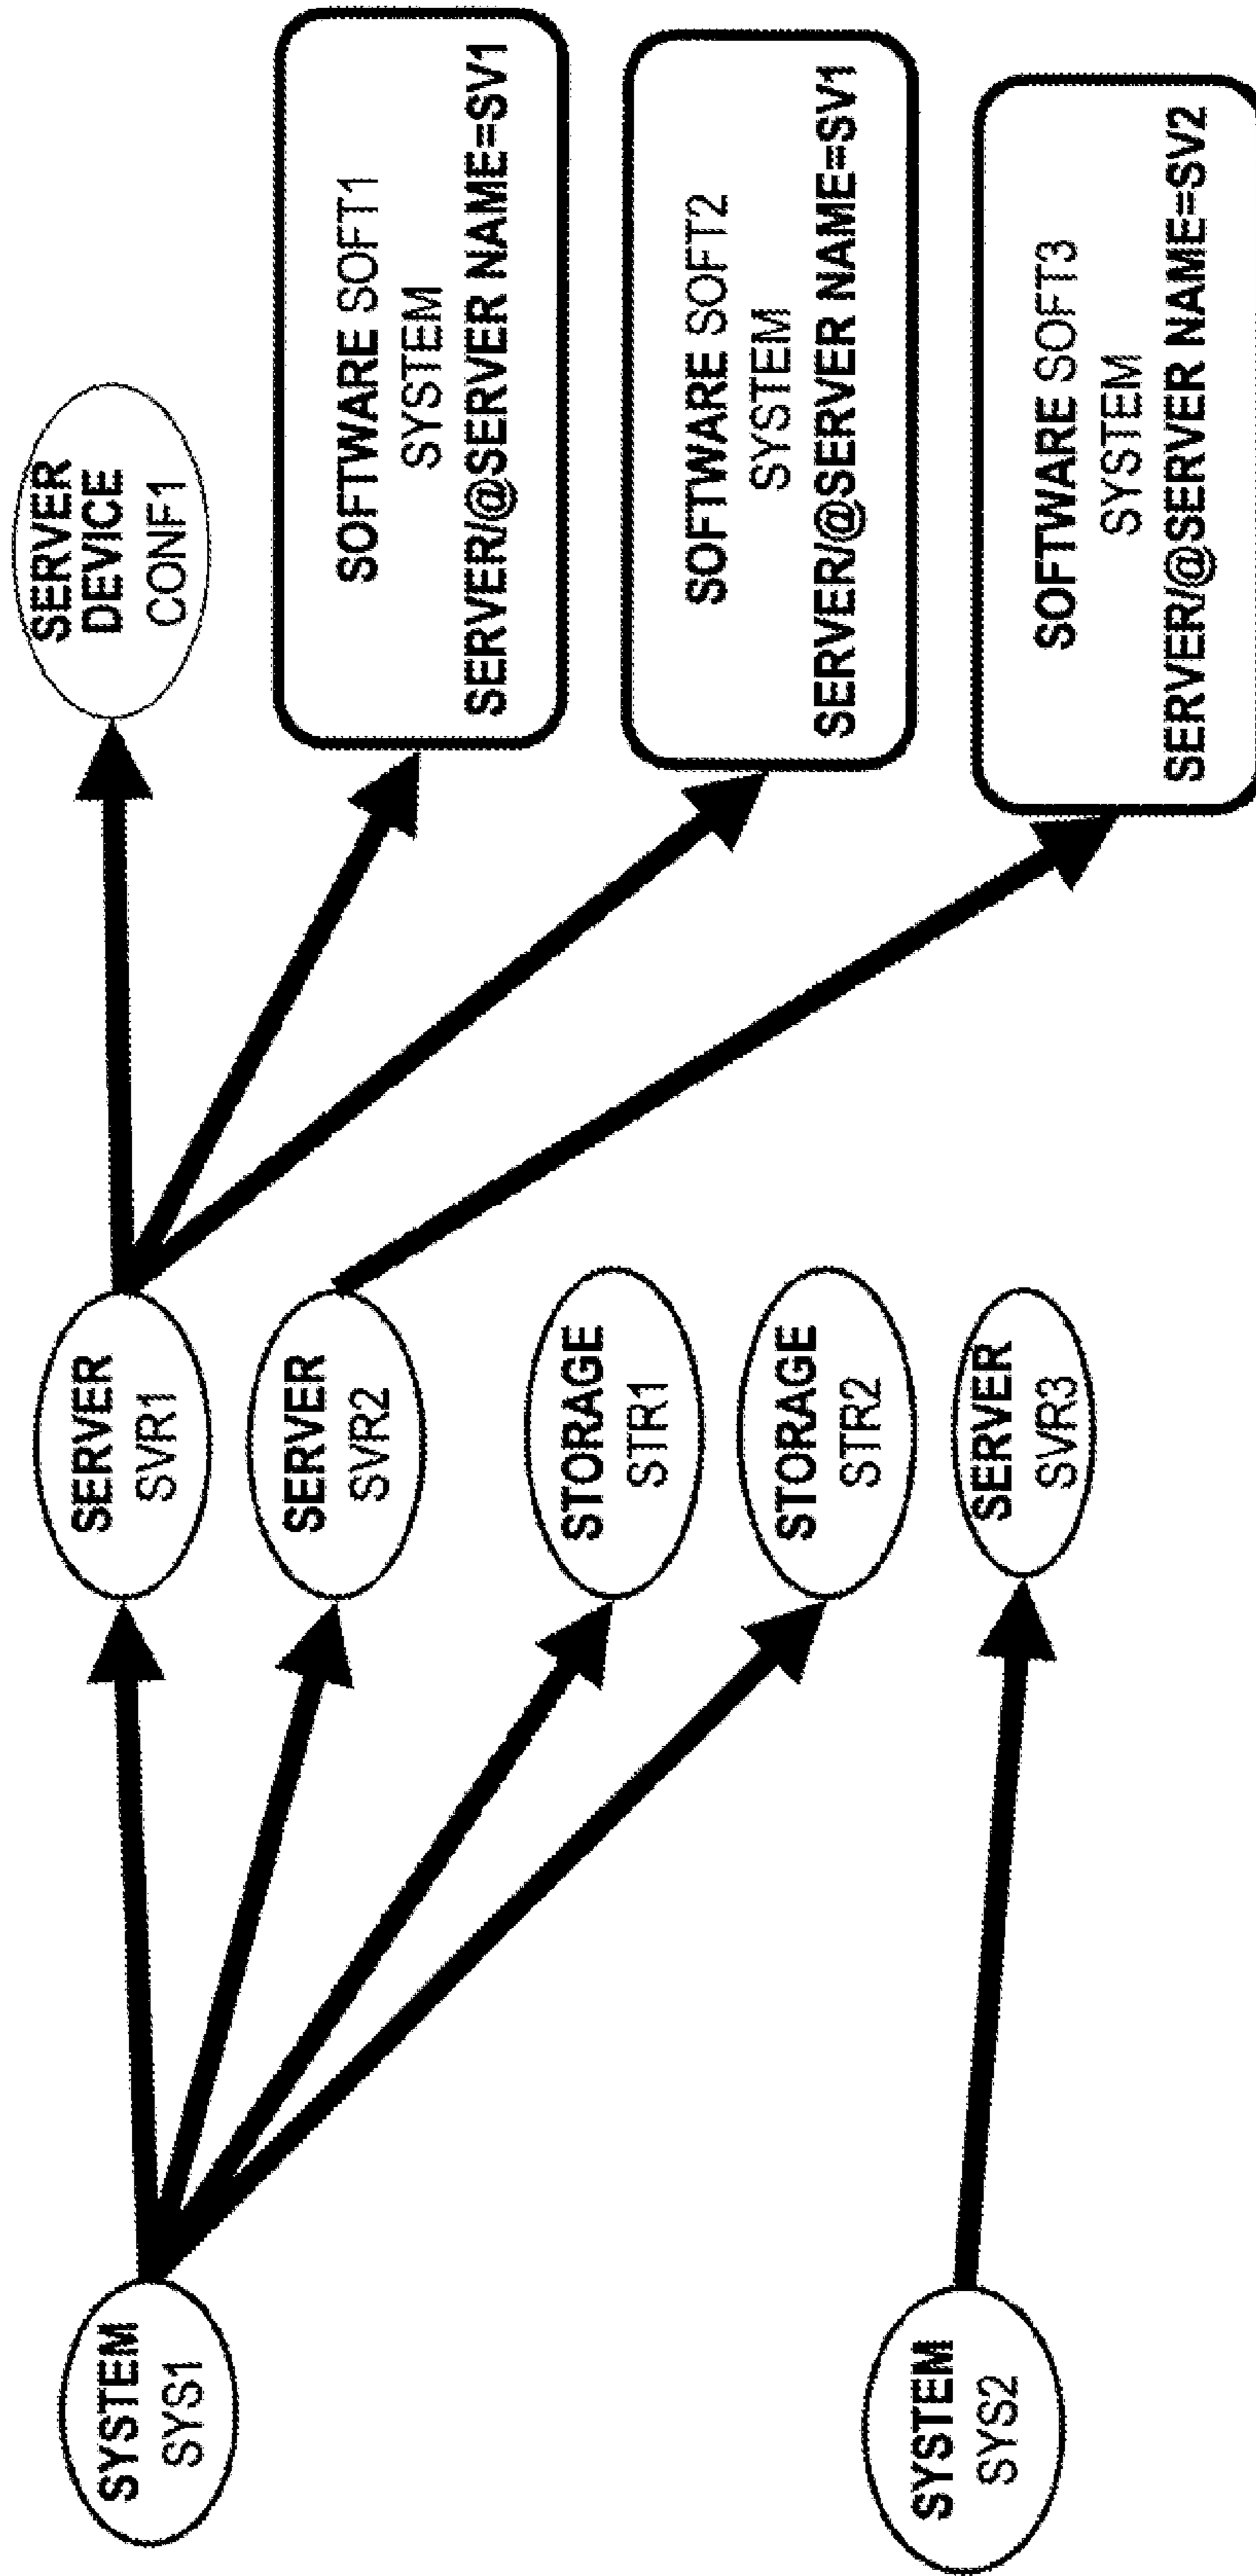 SYSTEM
SYS1
SYSTEM
SYS2
SERVER
SVR1
SERVER
SVR2
STORAGE
STR1
STORAGE
STR2
SERVER
SVR3
SERVER
DEVICE
CONF1
SOFTWARE SOFT1
SYSTEM
SERVER/@SERVER NAME=SV1
SOFTWARE SOFT2
SYSTEM
SERVER/@SERVER NAME=SV1
SOFTWARE SOFT3
SYSTEM
SERVER/@SERVER NAME=SV2